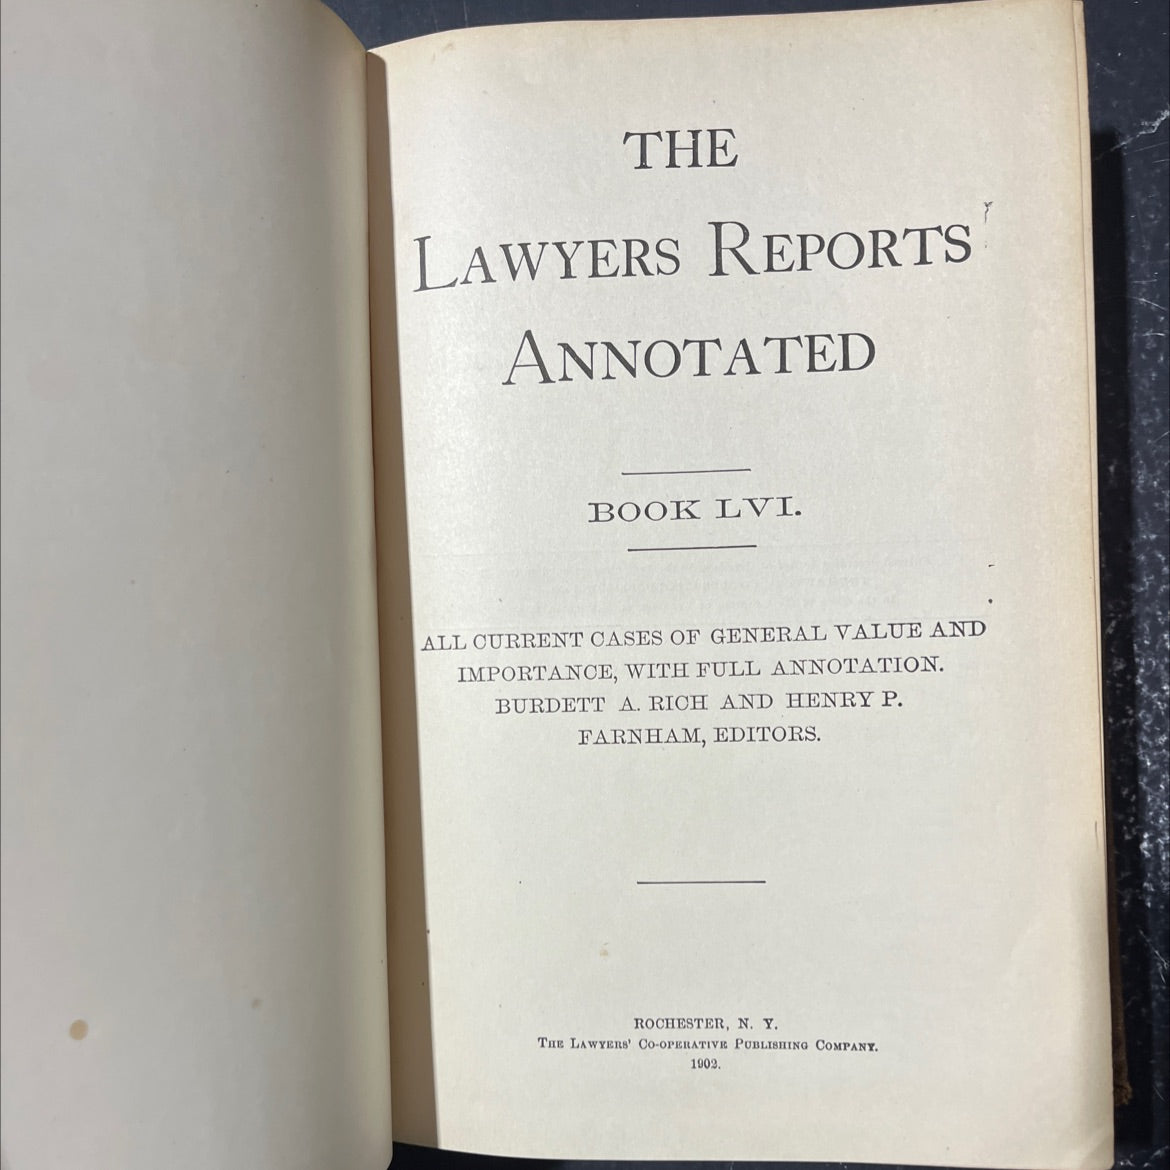 THE
LAWYERS REPORTS
ANNOTATED
BOOK LVI.
ALL CURRENT CASES OF GENERAL VALUE AND
IMPORTANCE, WITH FULL ANNOTATION.
BURDETT A. RICH AND HENRY P.
FARNHAM, EDITORS.
ROCHESTER, N. Y.
THE LAWYERS' CO-OPERATIVE PUBLISHING COMPANY.
1902.